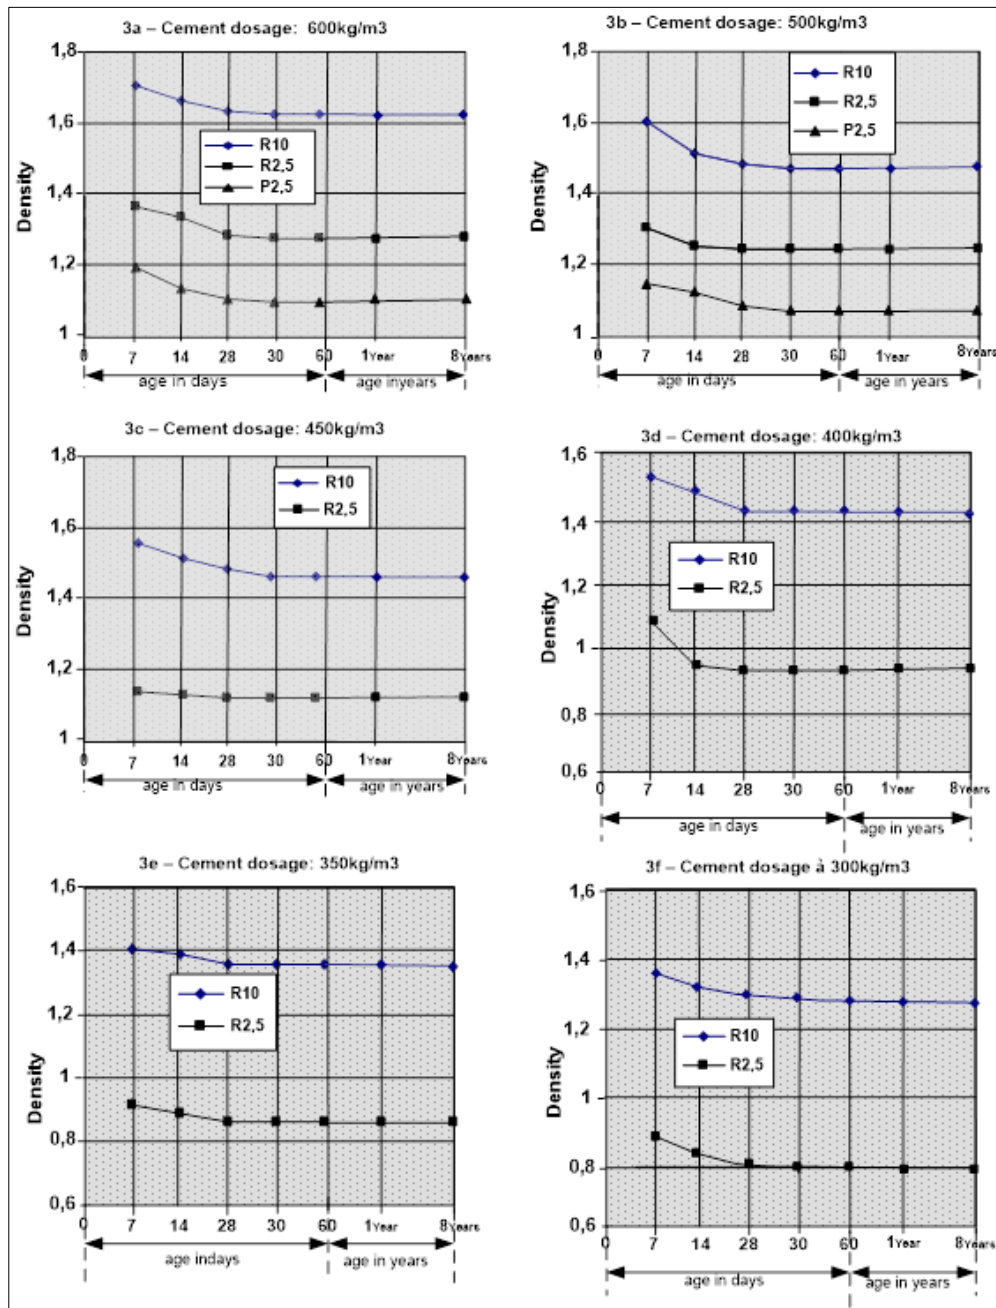 3a – Cement dosage: 600kg/m3
1,8
1,6
1,4
1,2
1
Density
R10
R2,5
P2,5
0 7 14 28 30 60 1Year 8Years
age in days
age inyears
3b – Cement dosage: 500kg/m3
1,8
1,6
1,4
1,2
1
Density
R10
R2,5
P2,5
0 7 14 28 30 60 1Year 8Years
age in days
age in years
3c – Cement dosage: 450kg/m3
1,8
1,6
1,4
1,2
1
Density
R10
R2,5
0 7 14 28 30 60 1Year 8Years
age in days
age in years
3d – Cement dosage: 400kg/m3
1,6
1,4
1,2
1
0,8
0,6
Density
R10
R2,5
0 7 14 28 30 60 1Year 8Years
age in days
age in years
3e – Cement dosage: 350kg/m3
1,6
1,4
1,2
1
0,8
0,6
Density
R10
R2,5
0 7 14 28 30 60 1Year 8Years
age indays
age in years
3f – Cement dosage à 300kg/m3
1,6
1,4
1,2
1
0,8
0,6
Density
R10
R2,5
0 7 14 28 30 60 1Year 8Years
age in days
age in years